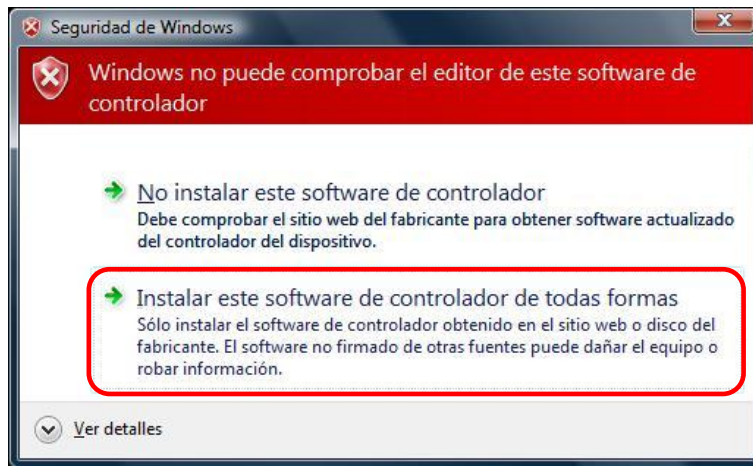 Seguridad de Windows
Windows no puede comprobar el editor de este software de
controlador
No instalar este software de controlador
Debe comprobar el sitio web del fabricante para obtener software actualizado
del controlador del dispositivo.
Instalar este software de controlador de todas formas
Sólo instalar el software de controlador obtenido en el sitio web o disco del
fabricante. El software no firmado de otras fuentes puede dañar el equipo o
robar información.
Ver detalles